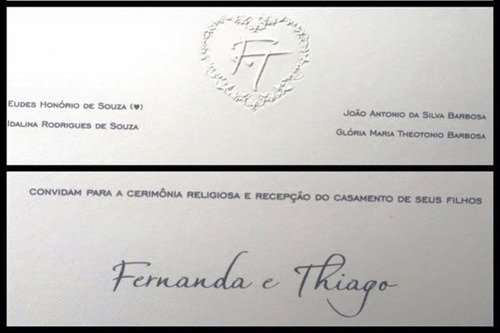 FT
Eudes Honório de Souza (♥)
Idalina Rodrigues de Souza
João Antonio da Silva Barbosa
Glória Maria Theotonio Barbosa
CONVIDAM PARA A CERIMÔNIA RELIGIOSA E RECEPÇÃO DO CASAMENTO DE SEUS FILHOS
Fernanda e Thiago